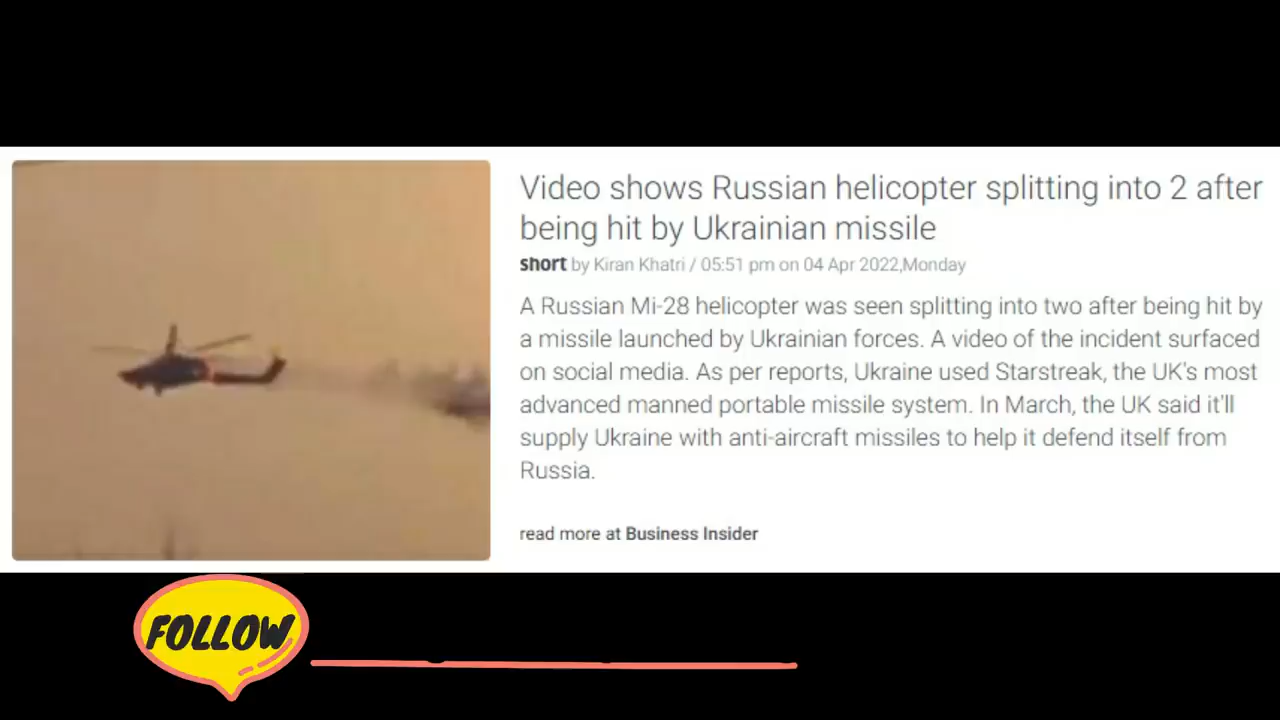 Video shows Russian helicopter splitting into 2 after
being hit by Ukrainian missile
short by Kiran Khatri / 05:51 pm on 04 Apr 2022,Monday
A Russian Mi-28 helicopter was seen splitting into two after being hit by
a missile launched by Ukrainian forces. A video of the incident surfaced
on social media. As per reports, Ukraine used Starstreak, the UK's most
advanced manned portable missile system. In March, the UK said it'll
supply Ukraine with anti-aircraft missiles to help it defend itself from
Russia.
read more at Business Insider
FOLLOW